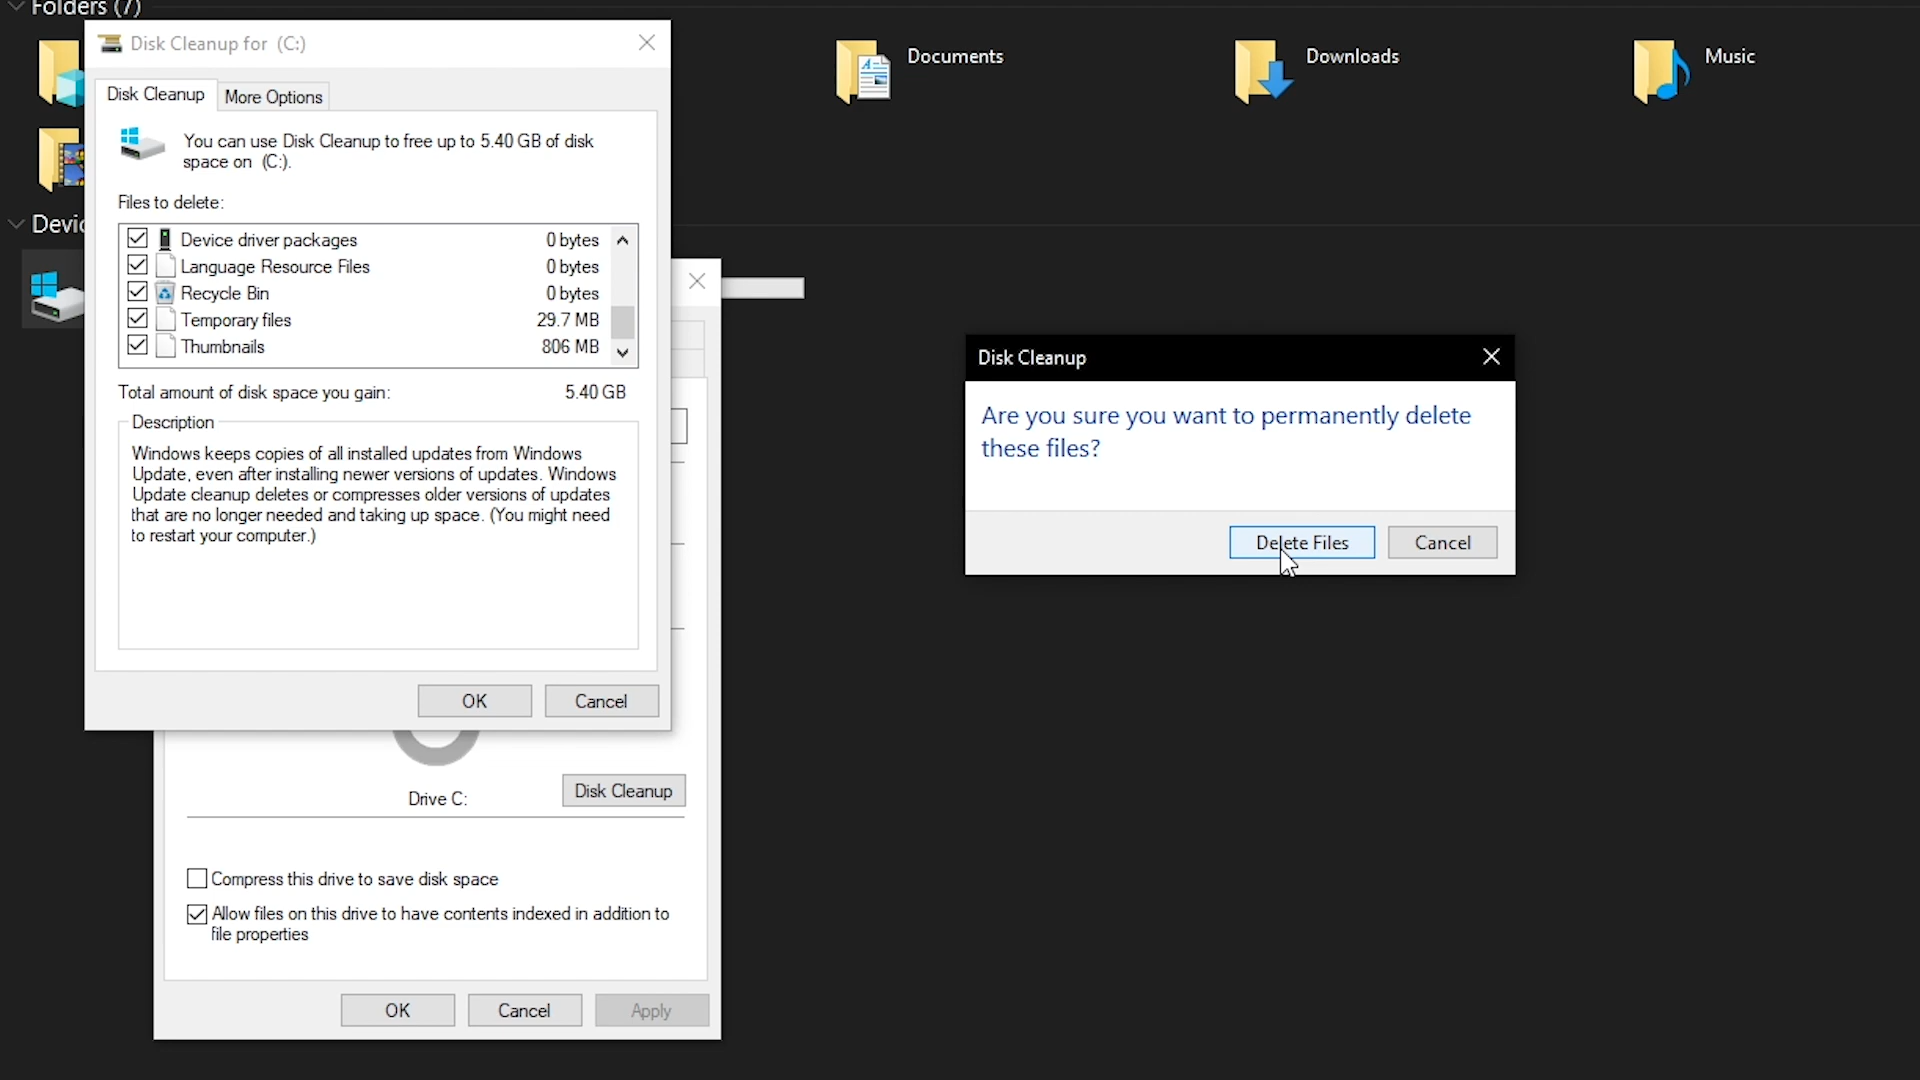 Folders (7)
Disk Cleanup for (C:)
Disk Cleanup
More Options
You can use Disk Cleanup to free up to 5.40 GB of disk
space on (C:).
Files to delete:
Device driver packages 0 bytes
Language Resource Files 0 bytes
Recycle Bin 0 bytes
Temporary files 29.7 MB
Thumbnails 806 MB
Total amount of disk space you gain: 5.40 GB
Description
Windows keeps copies of all installed updates from Windows
Update, even after installing newer versions of updates. Windows
Update cleanup deletes or compresses older versions of updates
that are no longer needed and taking up space. (You might need
to restart your computer.)
OK
Cancel
Drive C:
Disk Cleanup
Compress this drive to save disk space
Allow files on this drive to have contents indexed in addition to
file properties
OK
Cancel
Apply
Documents
Downloads
Music
Disk Cleanup
Are you sure you want to permanently delete
these files?
Delete Files
Cancel